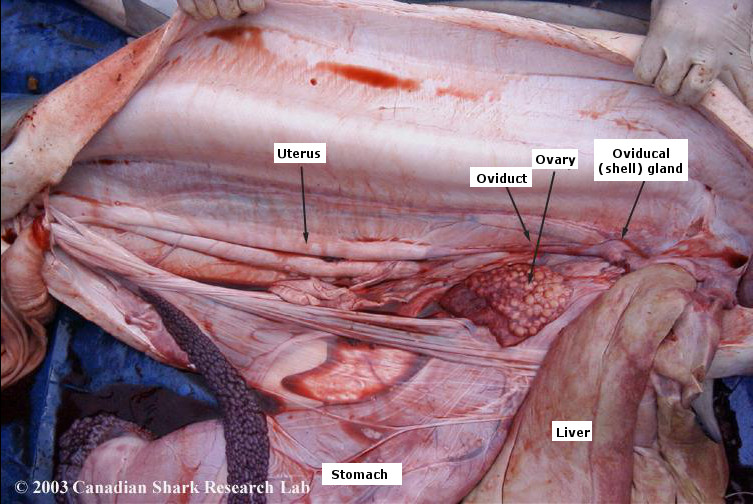 Uterus
Ovary
Oviduct
Oviducal
(shell) gland
Liver
Stomach
© 2003 Canadian Shark Research Lab